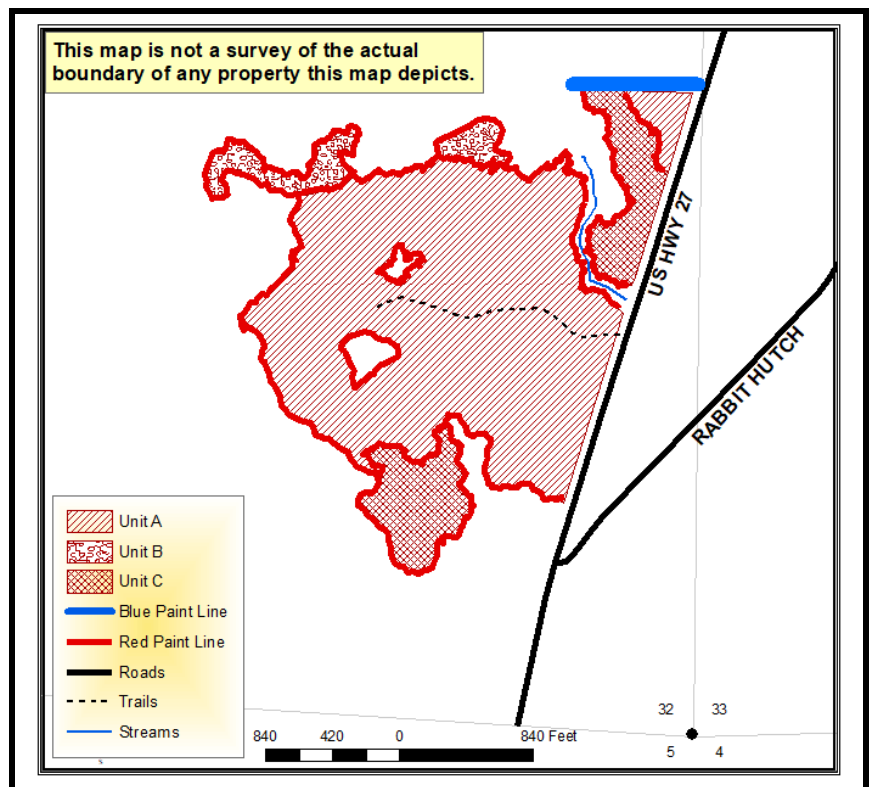 This map is not a survey of the actual
boundary of any property this map depicts.
US HWY 27
RABBIT HUTCH
Unit A
Unit B
Unit C
Blue Paint Line
Red Paint Line
Roads
Trails
Streams
840 420 0 840 Feet
32 33
5 4